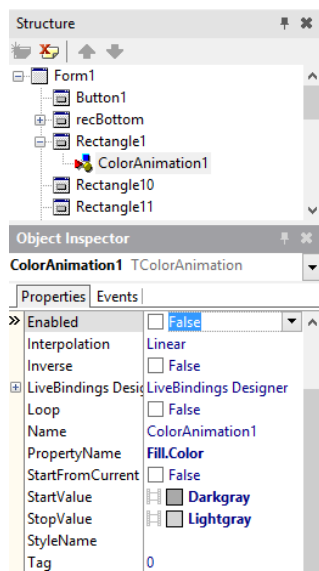 Structure
Form1
Button1
recBottom
Rectangle1
ColorAnimation1
Rectangle10
Rectangle11
Object Inspector
ColorAnimation1 TColorAnimation
Properties Events
Enabled False
Interpolation Linear
Inverse False
LiveBindings Desig LiveBindings Designer
Loop False
Name ColorAnimation1
PropertyName Fill.Color
StartFromCurrent False
StartValue Darkgray
StopValue Lightgray
StyleName
Tag 0